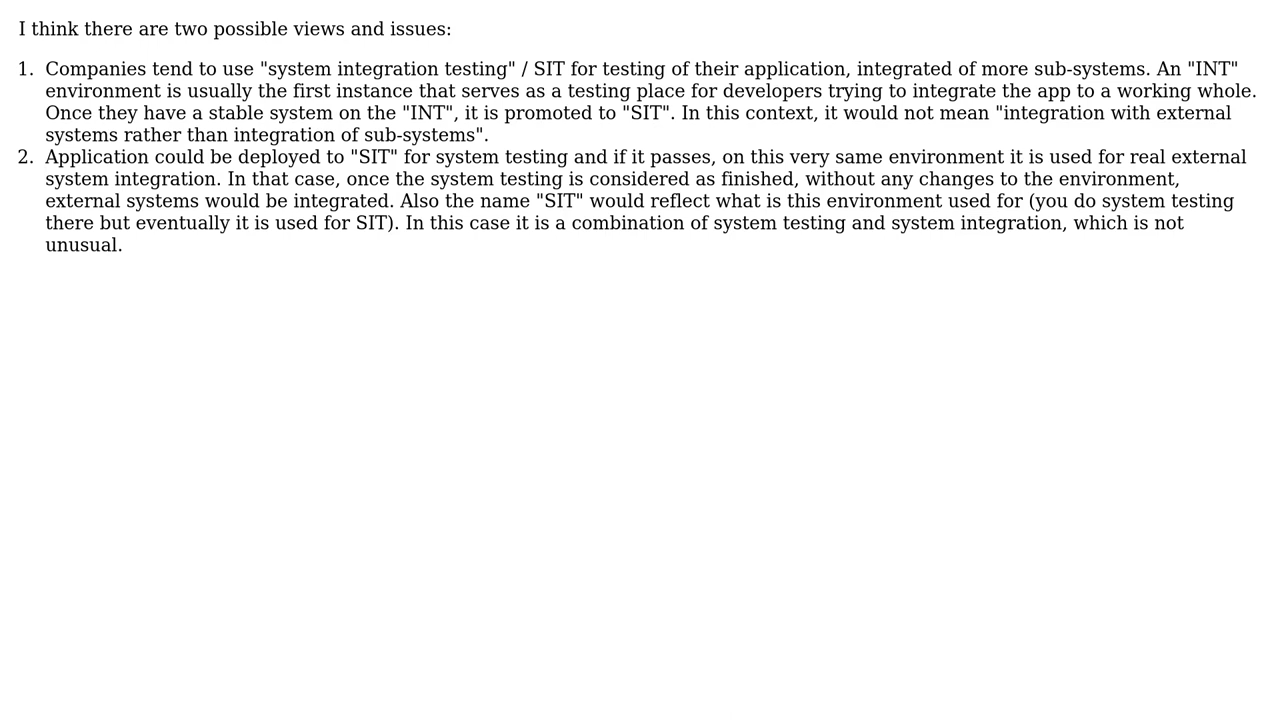 I think there are two possible views and issues:
1. Companies tend to use "system integration testing" / SIT for testing of their application, integrated of more sub-systems. An "INT"
environment is usually the first instance that serves as a testing place for developers trying to integrate the app to a working whole.
Once they have a stable system on the "INT", it is promoted to "SIT". In this context, it would not mean "integration with external
systems rather than integration of sub-systems".
2. Application could be deployed to "SIT" for system testing and if it passes, on this very same environment it is used for real external
system integration. In that case, once the system testing is considered as finished, without any changes to the environment,
external systems would be integrated. Also the name "SIT" would reflect what is this environment used for (you do system testing
there but eventually it is used for SIT). In this case it is a combination of system testing and system integration, which is not
unusual.